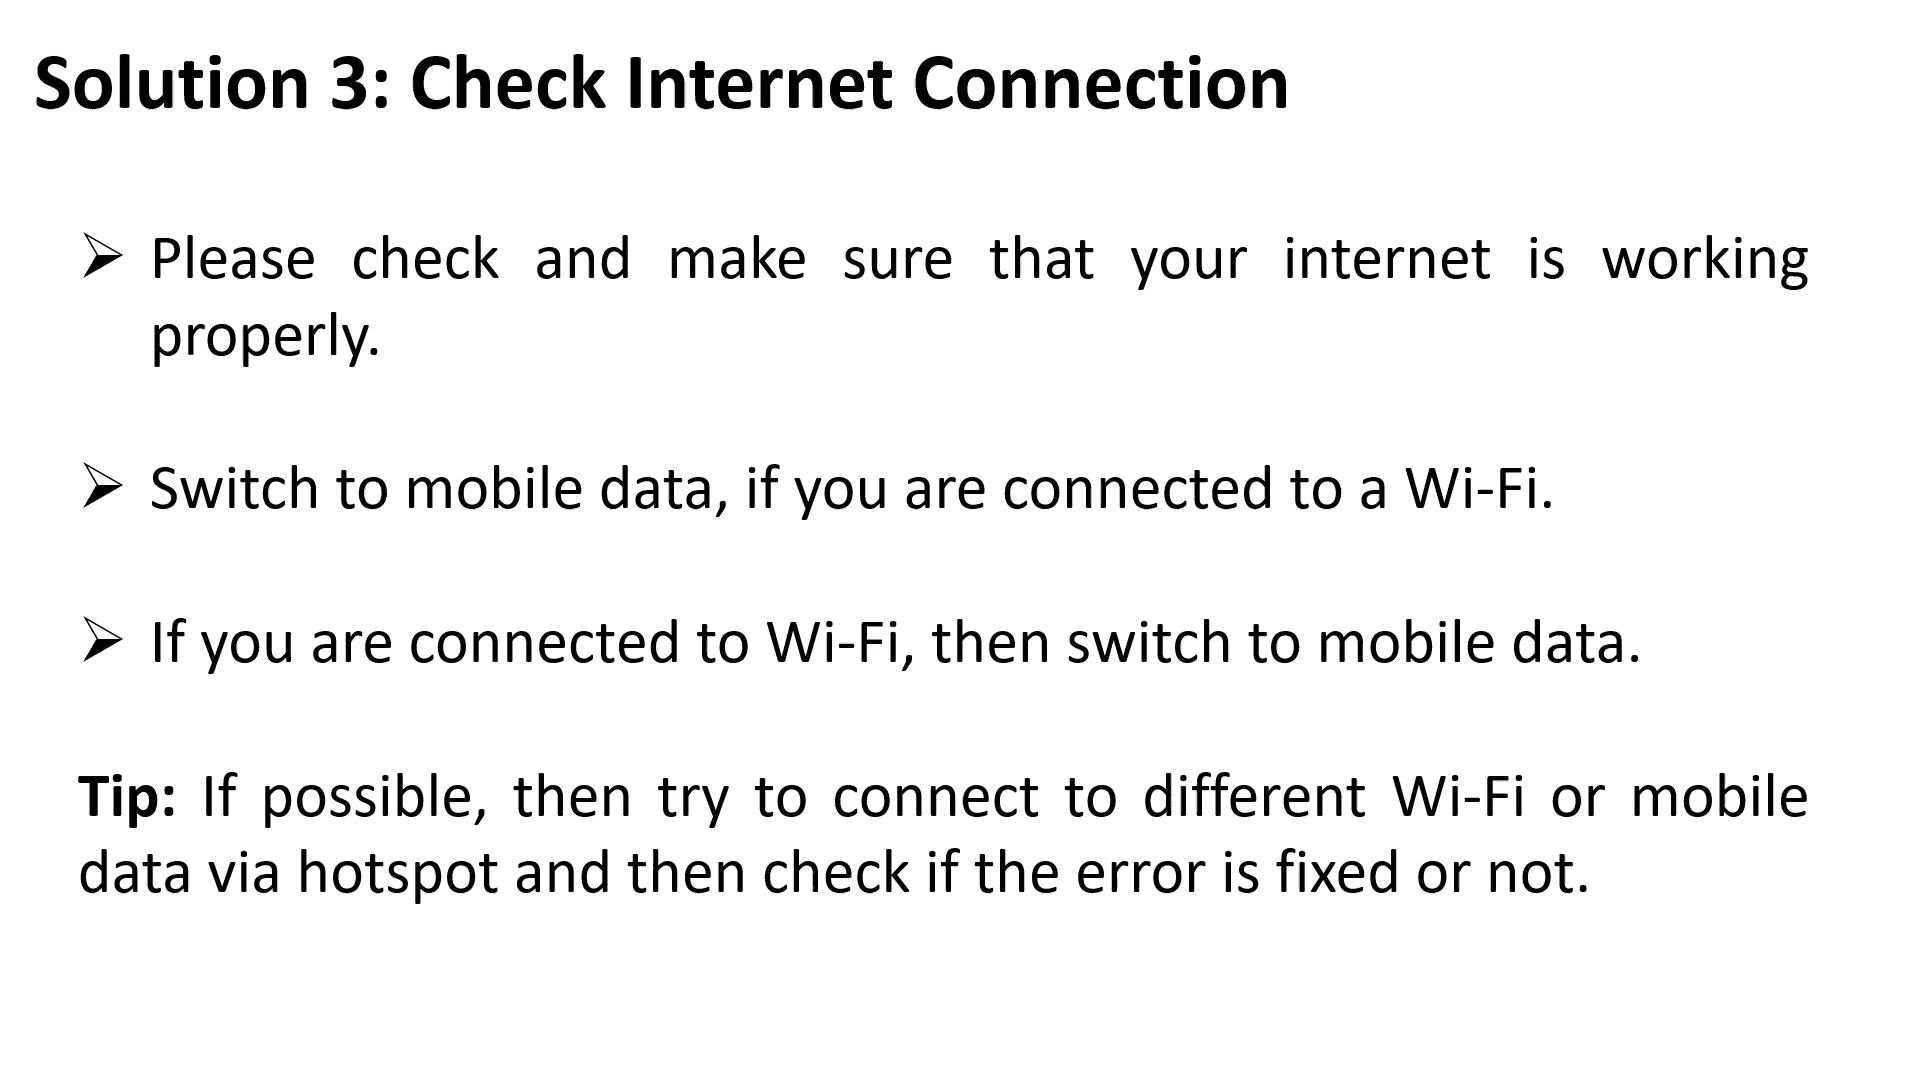 Solution 3: Check Internet Connection
➢ Please check and make sure that your internet is working
properly.
➢ Switch to mobile data, if you are connected to a Wi-Fi.
➢ If you are connected to Wi-Fi, then switch to mobile data.
Tip: If possible, then try to connect to different Wi-Fi or mobile
data via hotspot and then check if the error is fixed or not.